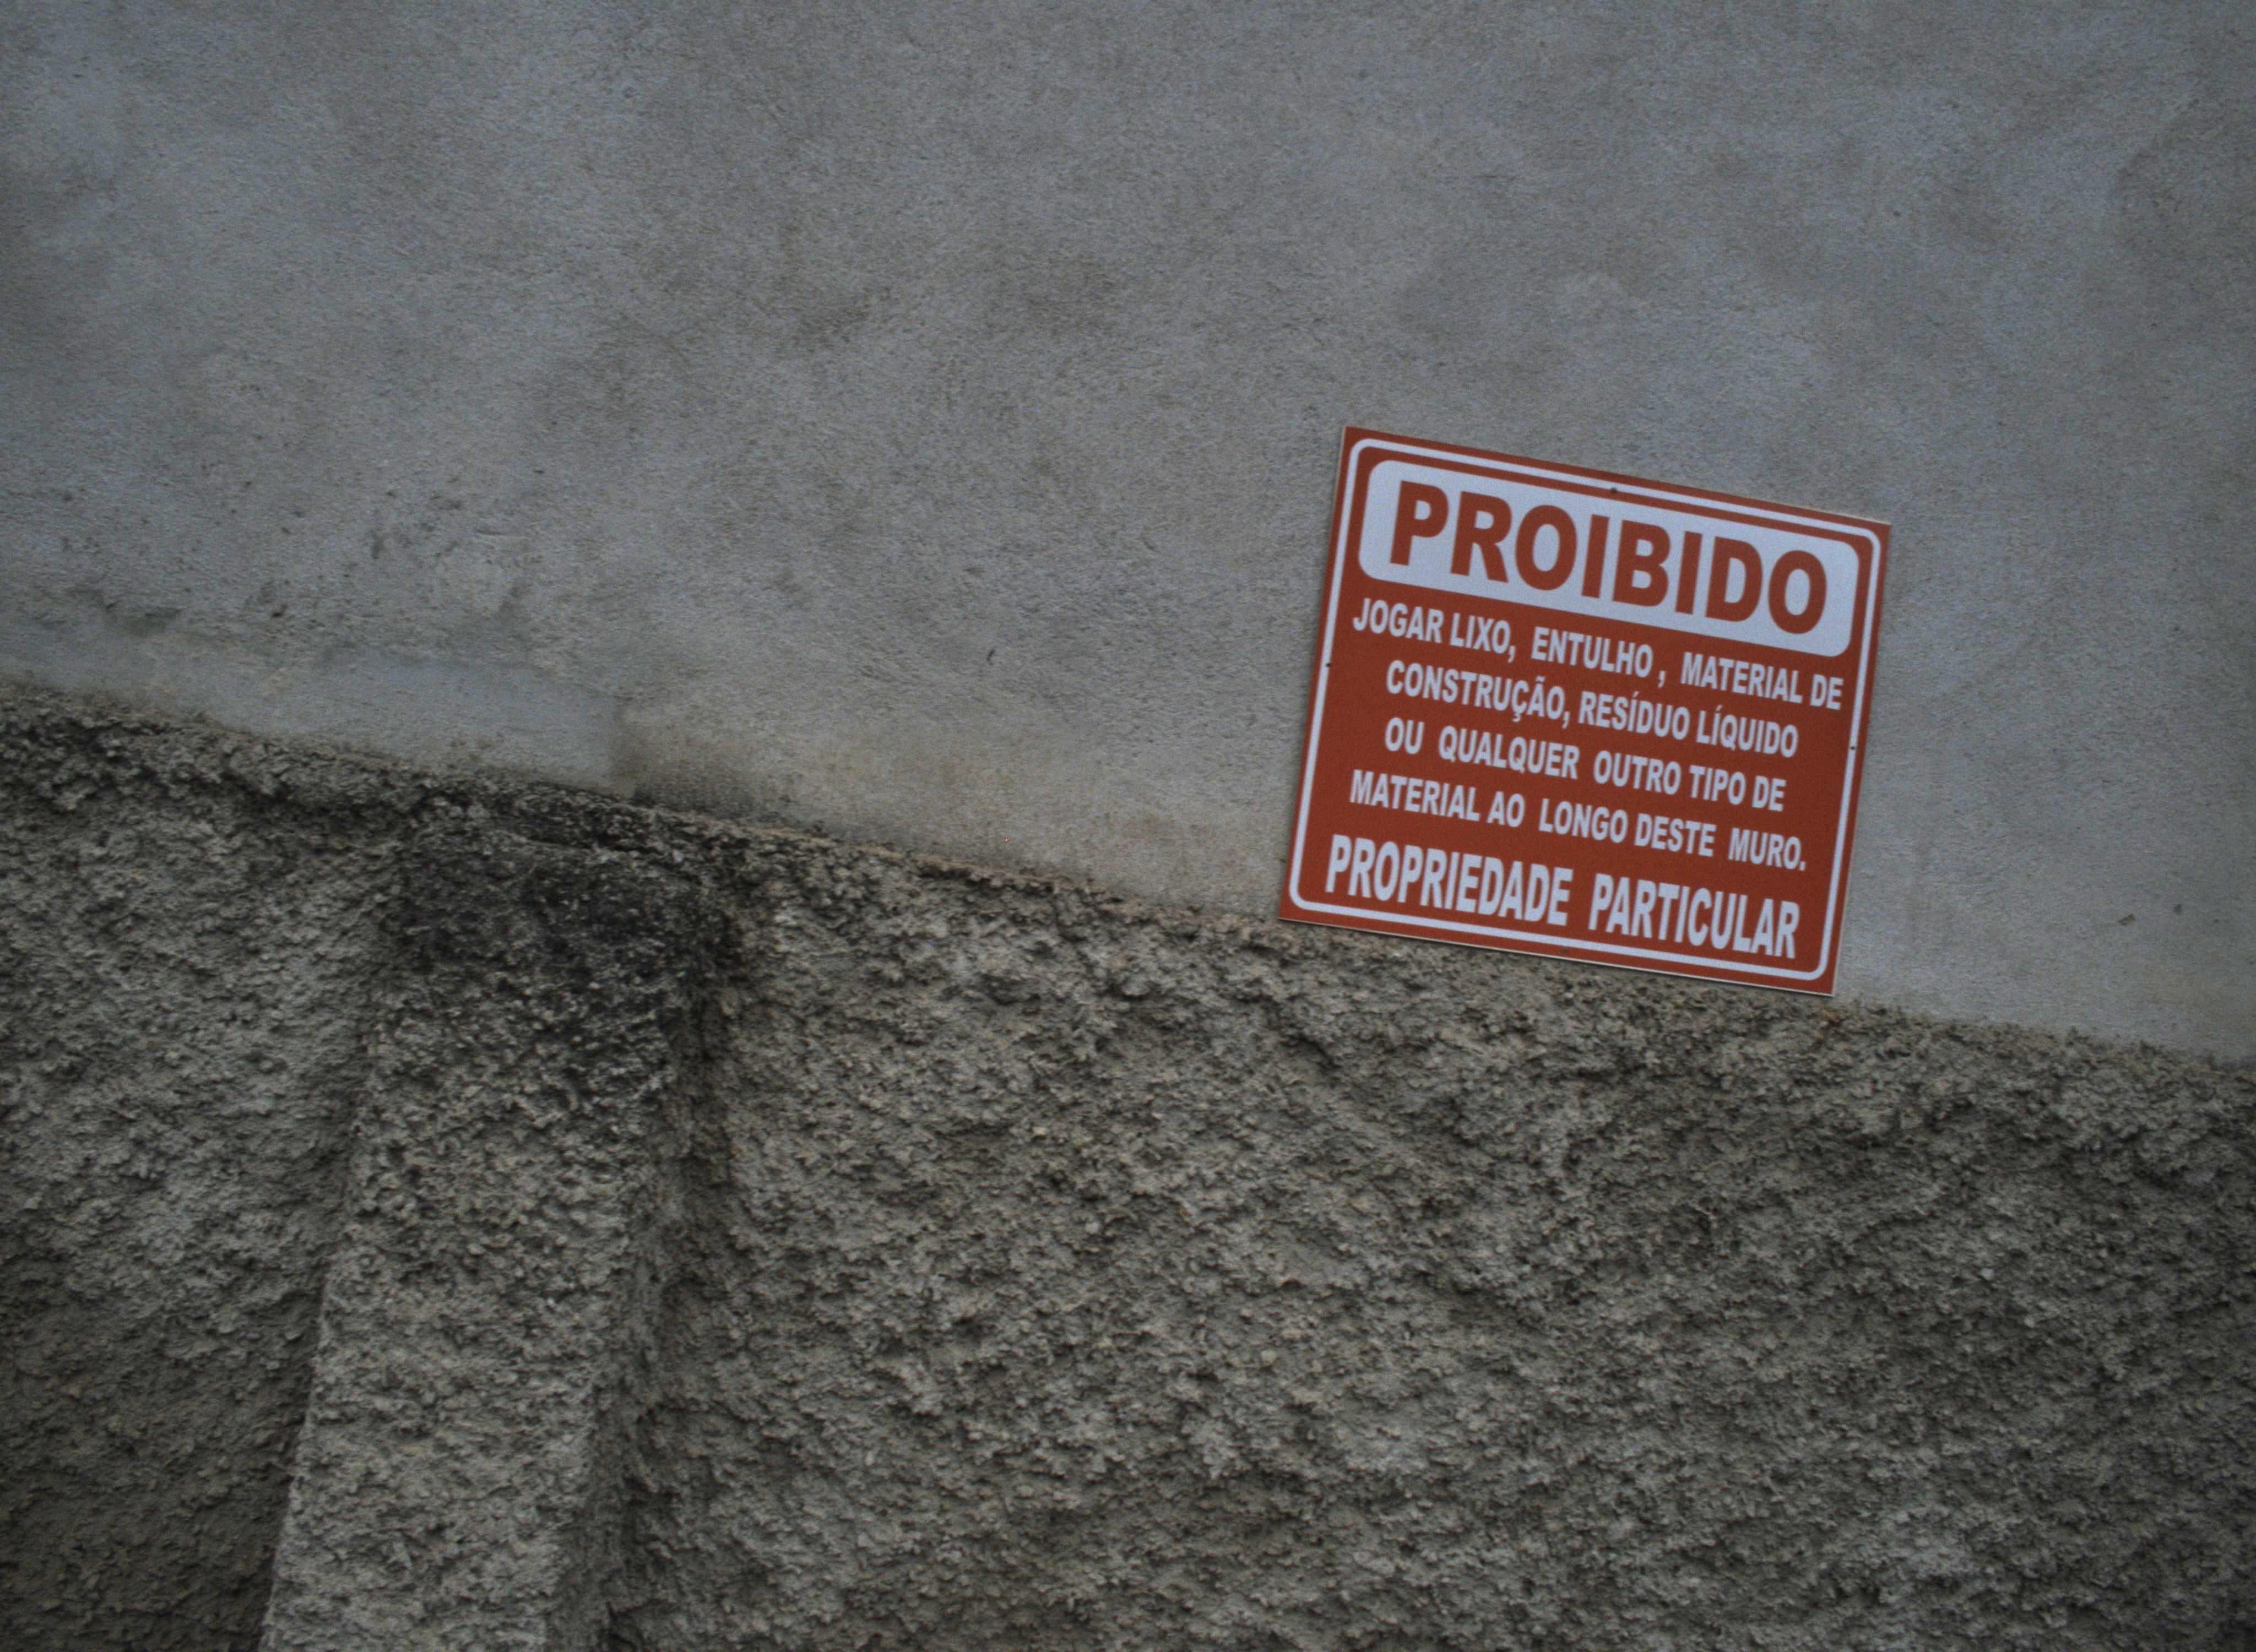 PROIBIDO
JOGAR LIXO, ENTULHO , MATERIAL DE
CONSTRUÇÃO, RESÍDUO LÍQUIDO
OU QUALQUER OUTRO TIPO DE
MATERIAL AO LONGO DESTE MURO.
PROPRIEDADE PARTICULAR